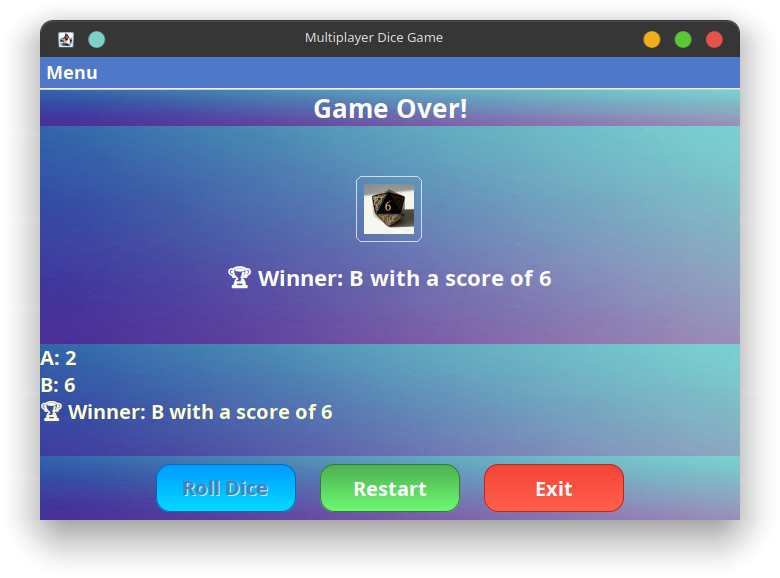 Multiplayer Dice Game
Menu
Game Over!
6
🏆 Winner: B with a score of 6
A: 2
B: 6
🏆 Winner: B with a score of 6
Roll Dice
Restart
Exit